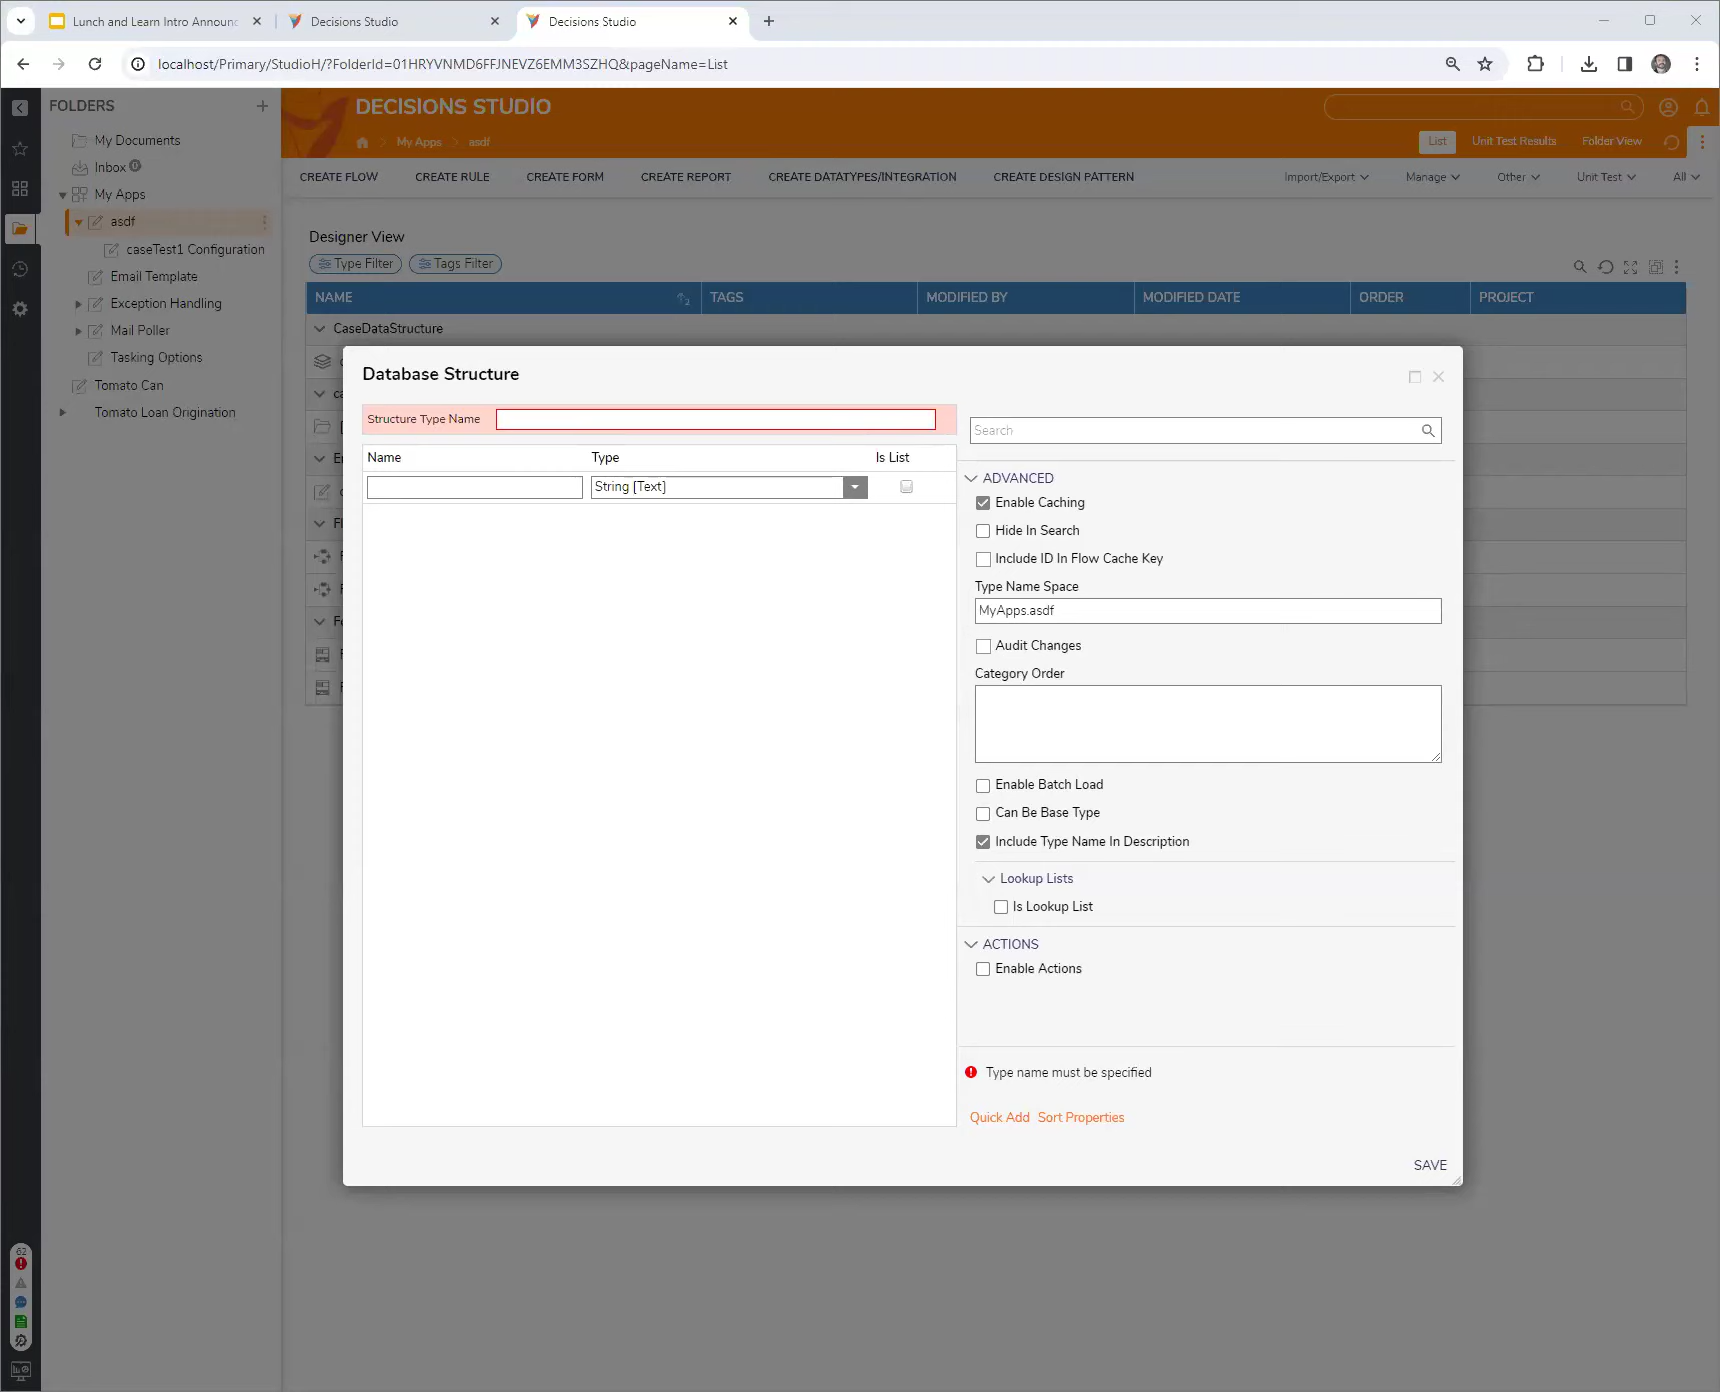 Lunch and Learn Intro Announc
Decisions Studio
Decisions Studio
localhost/Primary/StudioH/?FolderId=01HRYVNMD6FFJNEVZ6EMM3SZHQ&pageName=List
FOLDERS
My Documents
Inbox 0
My Apps
asdf
caseTest1 Configuration
Email Template
Exception Handling
Mail Poller
Tasking Options
Tomato Can
Tomato Loan Origination
62
DECISIONS STUDIO
My Apps asdf
List Unit Test Results Folder View
CREATE FLOW CREATE RULE CREATE FORM CREATE REPORT CREATE DATATYPES/INTEGRATION CREATE DESIGN PATTERN Import/Export Manage Other Unit Test All
Designer View
Type Filter Tags Filter
NAME TAGS MODIFIED BY MODIFIED DATE ORDER PROJECT
CaseDataStructure
Database Structure
Structure Type Name
Name Type Is List
String [Text]
Search
ADVANCED
Enable Caching
Hide In Search
Include ID In Flow Cache Key
Type Name Space
MyApps.asdf
Audit Changes
Category Order
Enable Batch Load
Can Be Base Type
Include Type Name In Description
Lookup Lists
Is Lookup List
ACTIONS
Enable Actions
Type name must be specified
Quick Add Sort Properties
SAVE